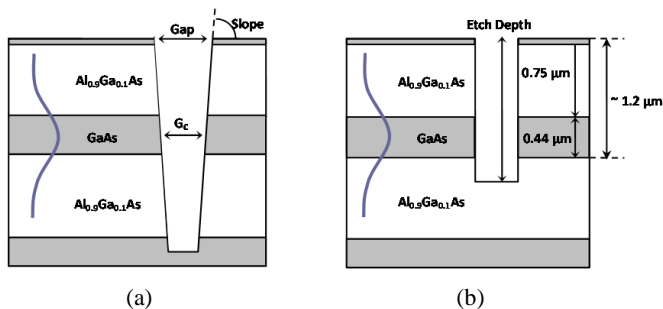 Slope
Gap
Al₀.₉Ga₀.₁As
G꜀
GaAs
Al₀.₉Ga₀.₁As
(a)
Etch Depth
Al₀.₉Ga₀.₁As
0.75 μm
~ 1.2 μm
GaAs
0.44 μm
Al₀.₉Ga₀.₁As
(b)